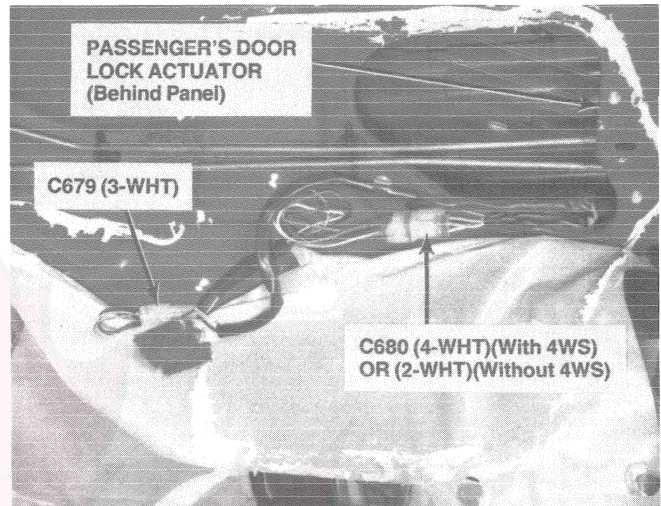 PASSENGER'S DOOR
LOCK ACTUATOR
(Behind Panel)
C679 (3-WHT)
C680 (4-WHT)(With 4WS)
OR (2-WHT)(Without 4WS)